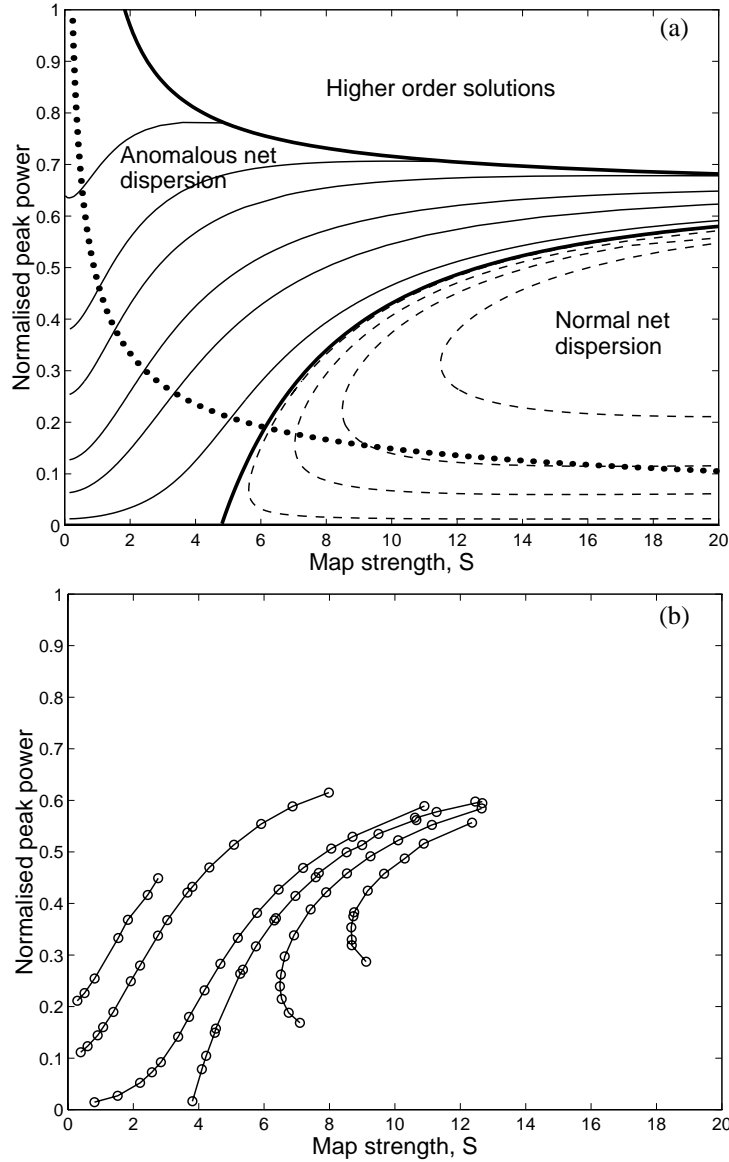 (a)
Higher order solutions
Anomalous net
dispersion
Normal net
dispersion
Normalised peak power
1
0.9
0.8
0.7
0.6
0.5
0.4
0.3
0.2
0.1
0
0 2 4 6 8 10 12 14 16 18 20
Map strength, S
(b)
Normalised peak power
1
0.9
0.8
0.7
0.6
0.5
0.4
0.3
0.2
0.1
0
0 2 4 6 8 10 12 14 16 18 20
Map strength, S